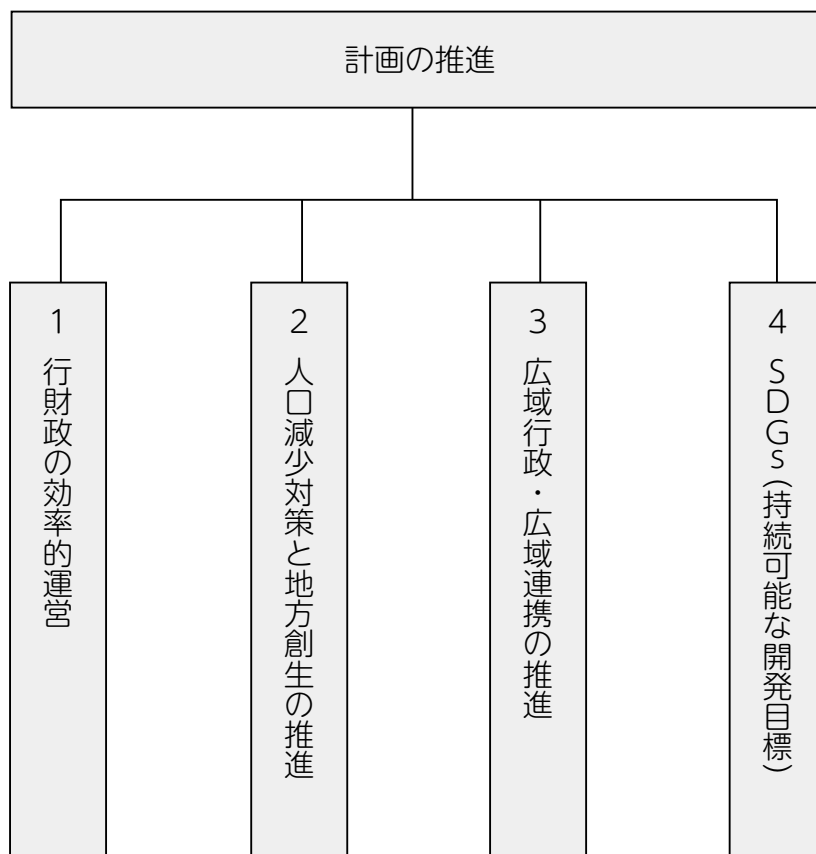 計画の推進
1 行財政の効率的運営
2 人口減少対策と地方創生の推進
3 広域行政・広域連携の推進
4 SDGs(持続可能な開発目標)